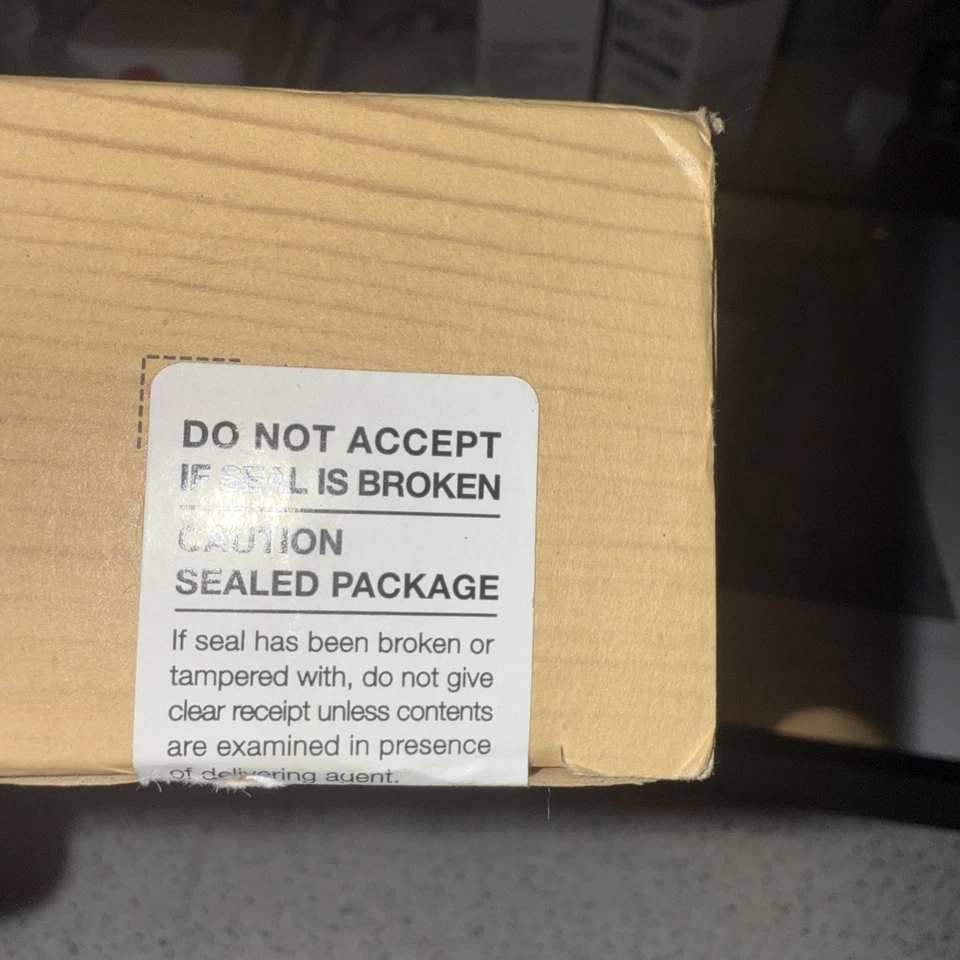 DO NOT ACCEPT
IF SEAL IS BROKEN
CAUTION
SEALED PACKAGE
If seal has been broken or
tampered with, do not give
clear receipt unless contents
are examined in presence
of delivering agent.